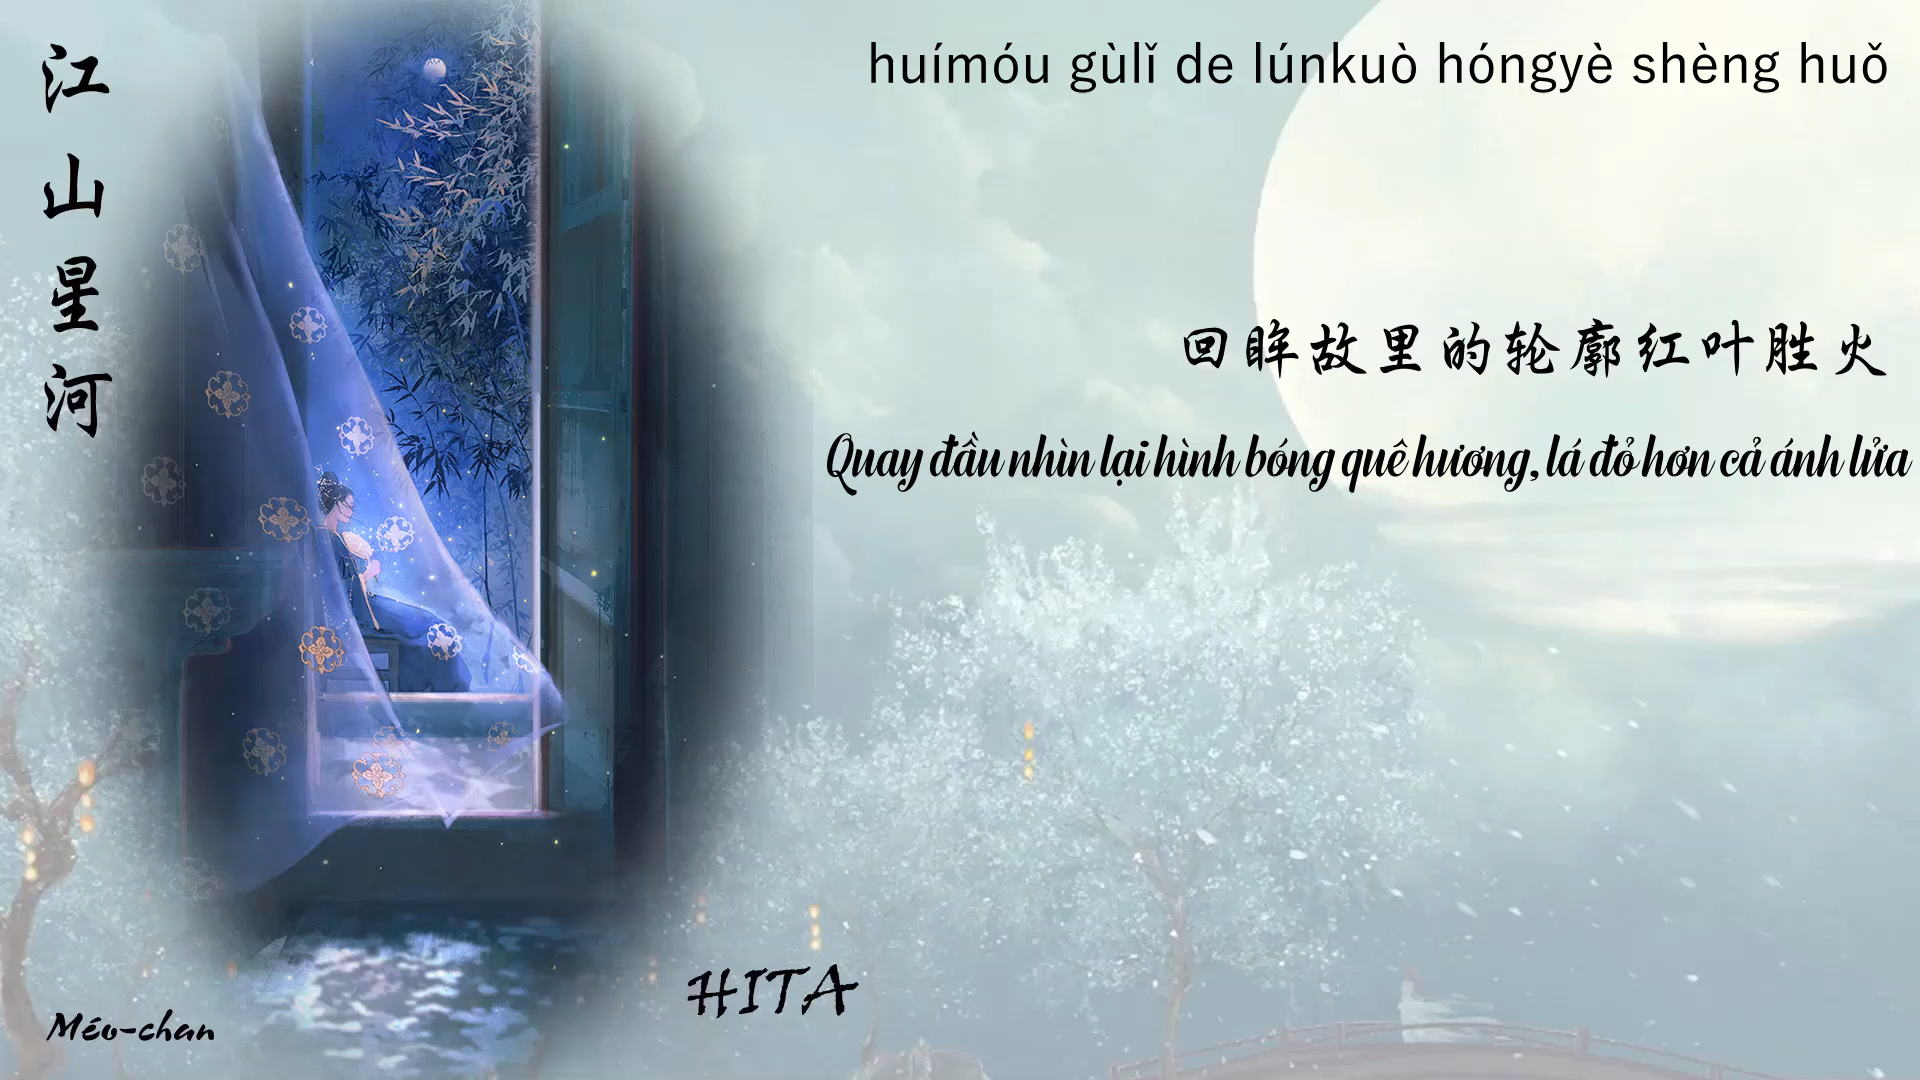 江山星河
huímóu gùlǐ de lúnkuò hóngyè shèng huǒ
回眸故里的轮廓红叶胜火
Quay đầu nhìn lại hình bóng quê hương, lá đỏ hơn cả ánh lửa
HITA
Méo-chan